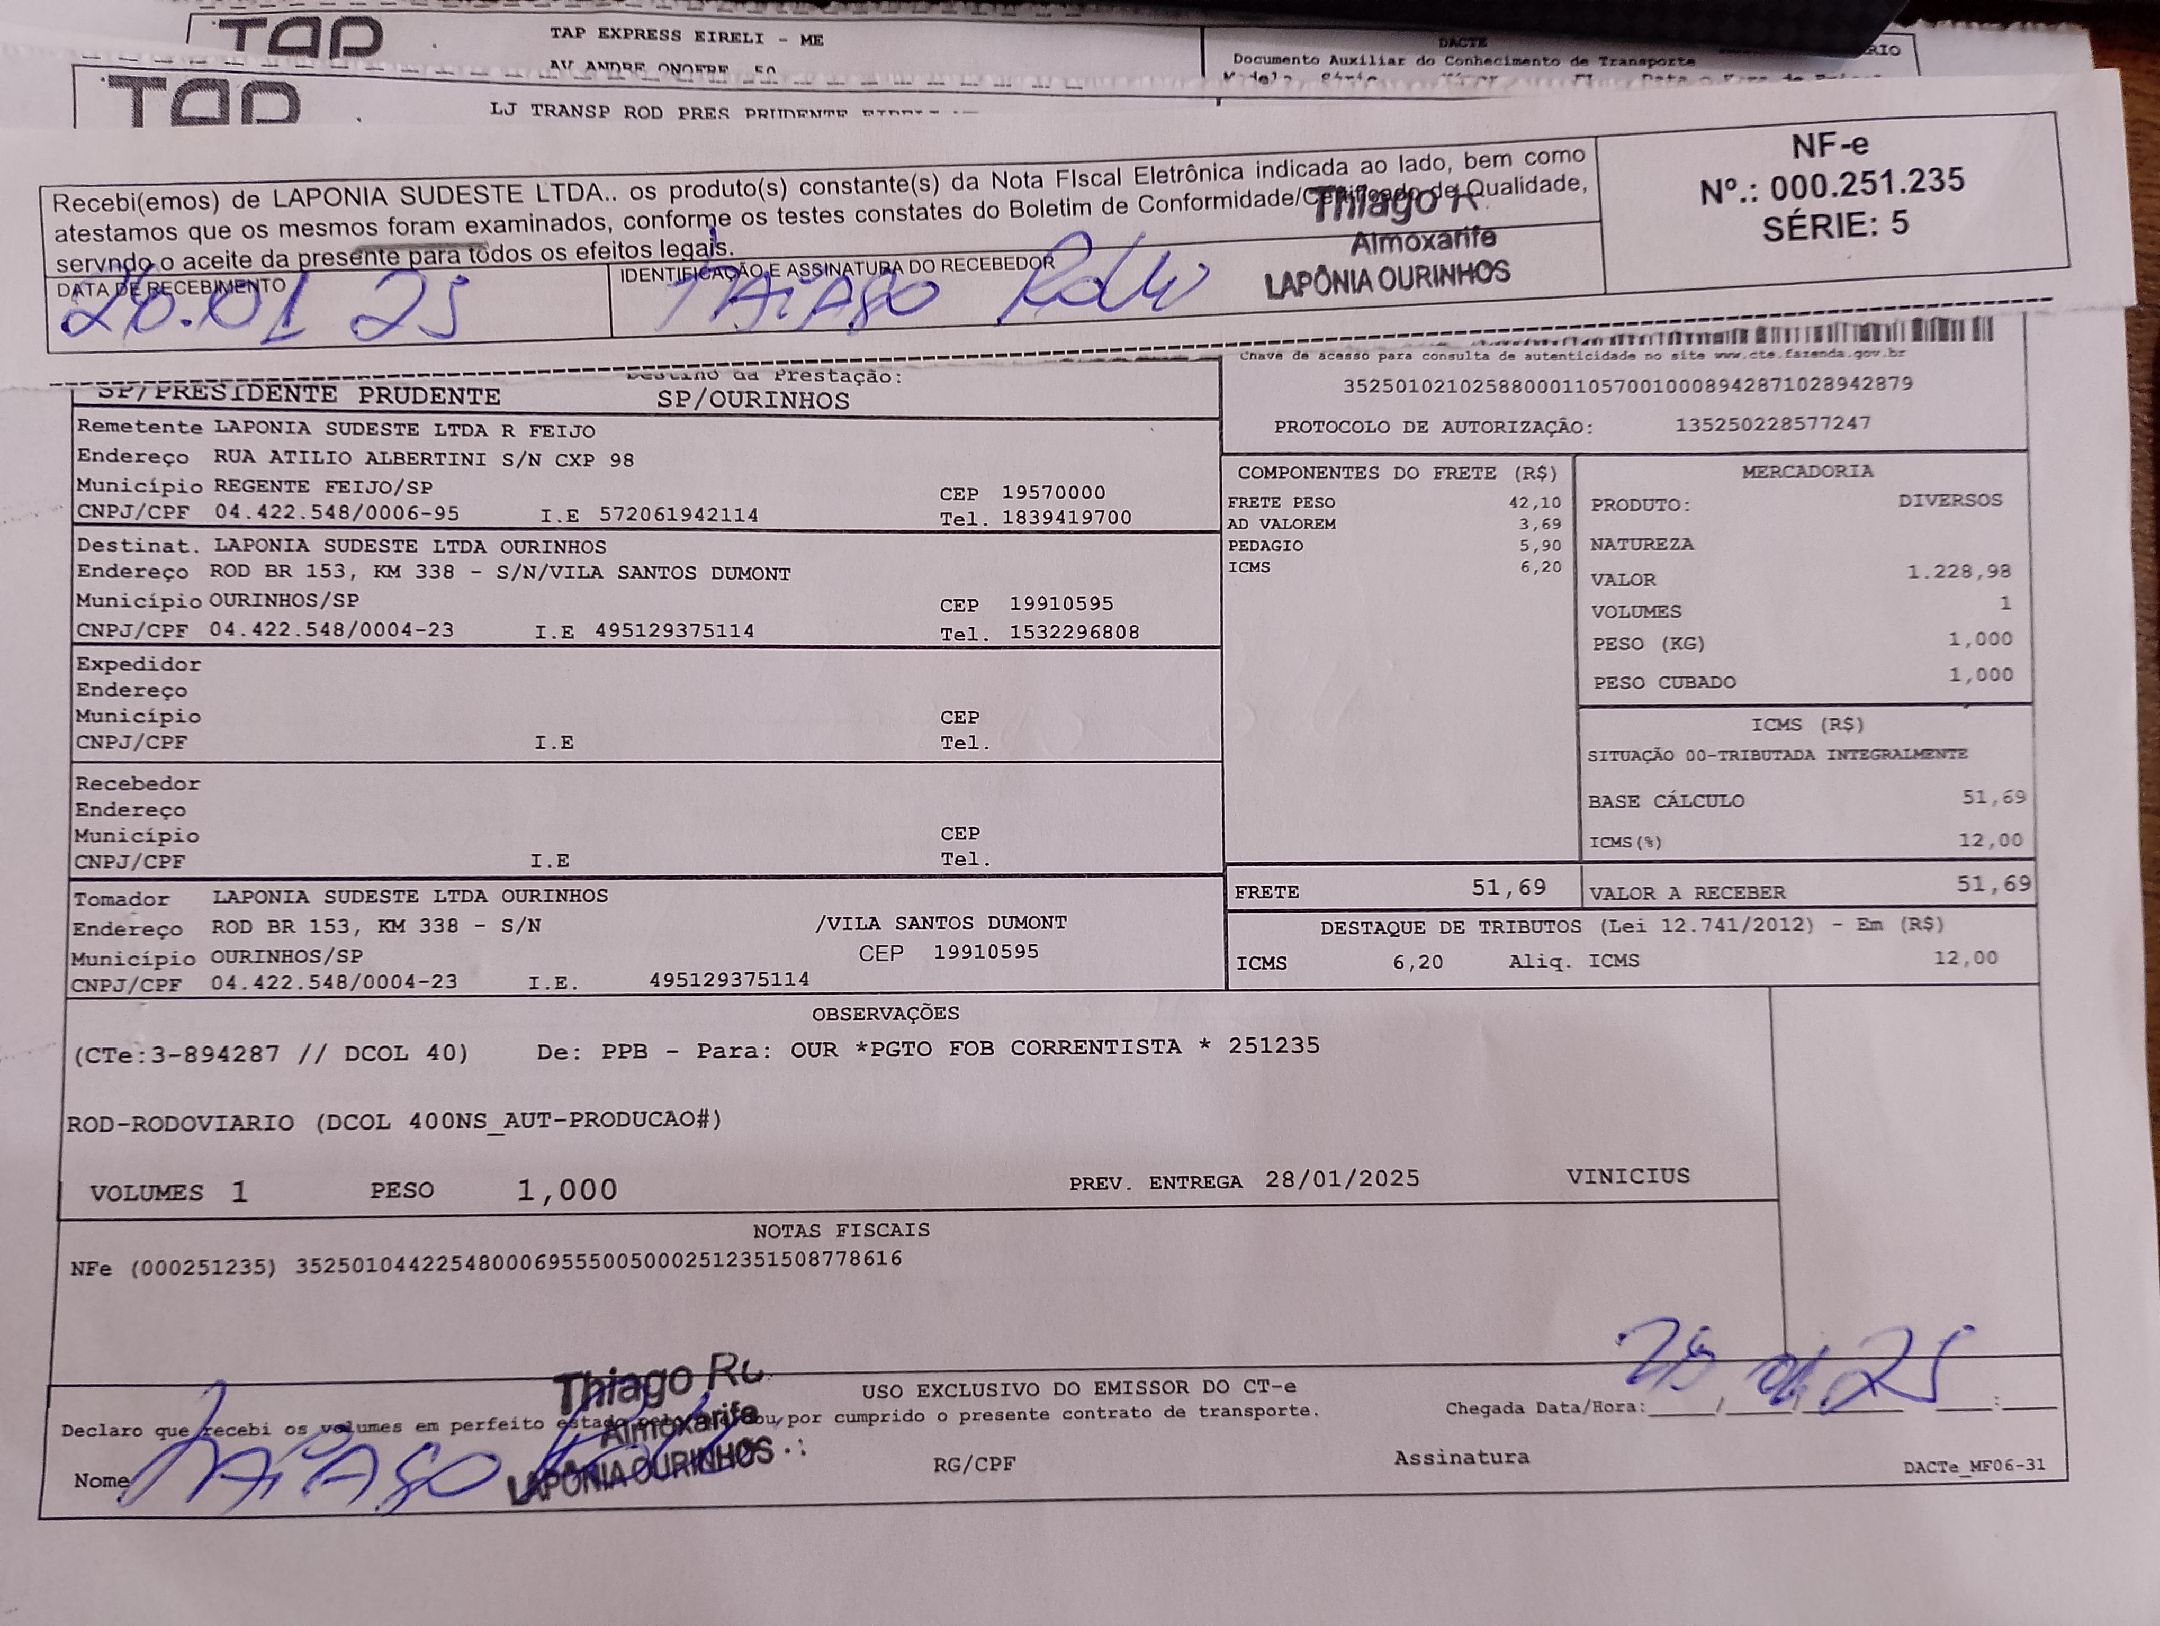 TAP
TAP EXPRESS EIRELI - ME
AV ANDRE ONOFRE 50
DACTE
Documento Auxiliar do Conhecimento de Transporte
RIO
TAP
LJ TRANSP ROD PRES PRUDENTE
Recebi(emos) de LAPONIA SUDESTE LTDA.. os produto(s) constante(s) da Nota FIscal Eletrônica indicada ao lado, bem como
atestamos que os mesmos foram examinados, conforme os testes constates do Boletim de Conformidade/Certificado de Qualidade,
servndo o aceite da presente para todos os efeitos legais.
NF-e
Nº.: 000.251.235
SÉRIE: 5
Thiago R
Almoxarife
LAPÔNIA OURINHOS
DATA DE RECEBIMENTO
IDENTIFICAÇÃO E ASSINATURA DO RECEBEDOR
01 25
THIAGO
Chave de acesso para consulta de autenticidade no site www.cte.fazenda.gov.br
35250102102588000110570010008942871028942879
PROTOCOLO DE AUTORIZAÇÃO: 135250228577247
Destino da Prestação:
SP/PRESIDENTE PRUDENTE SP/OURINHOS
Remetente LAPONIA SUDESTE LTDA R FEIJO
Endereço RUA ATILIO ALBERTINI S/N CXP 98
Município REGENTE FEIJO/SP CEP 19570000
CNPJ/CPF 04.422.548/0006-95 I.E 572061942114 Tel. 1839419700
Destinat. LAPONIA SUDESTE LTDA OURINHOS
Endereço ROD BR 153, KM 338 - S/N/VILA SANTOS DUMONT
Município OURINHOS/SP CEP 19910595
CNPJ/CPF 04.422.548/0004-23 I.E 495129375114 Tel. 1532296808
Expedidor
Endereço
Município CEP
CNPJ/CPF I.E Tel.
Recebedor
Endereço
Município CEP
CNPJ/CPF I.E Tel.
Tomador LAPONIA SUDESTE LTDA OURINHOS
Endereço ROD BR 153, KM 338 - S/N /VILA SANTOS DUMONT
Município OURINHOS/SP CEP 19910595
CNPJ/CPF 04.422.548/0004-23 I.E. 495129375114
COMPONENTES DO FRETE (R$)
FRETE PESO 42,10
AD VALOREM 3,69
PEDAGIO 5,90
ICMS 6,20
MERCADORIA
PRODUTO: DIVERSOS
NATUREZA
VALOR 1.228,98
VOLUMES 1
PESO (KG) 1,000
PESO CUBADO 1,000
ICMS (R$)
SITUAÇÃO 00-TRIBUTADA INTEGRALMENTE
BASE CÁLCULO 51,69
ICMS(%) 12,00
FRETE 51,69 VALOR A RECEBER 51,69
DESTAQUE DE TRIBUTOS (Lei 12.741/2012) - Em (R$)
ICMS 6,20 Aliq. ICMS 12,00
OBSERVAÇÕES
(CTe:3-894287 // DCOL 40) De: PPB - Para: OUR *PGTO FOB CORRENTISTA * 251235
ROD-RODOVIARIO (DCOL 400NS_AUT-PRODUCAO#)
VOLUMES 1 PESO 1,000 PREV. ENTREGA 28/01/2025 VINICIUS
NOTAS FISCAIS
NFe (000251235) 35250104422548000695550050002512351508778616
USO EXCLUSIVO DO EMISSOR DO CT-e
Declaro que recebi os volumes em perfeito estado por cumprido o presente contrato de transporte.
Chegada Data/Hora: 01 25
Thiago
Almoxarife
LAPÔNIA OURINHOS
Nome THIAGO
RG/CPF
Assinatura
DACTe_MF06-31